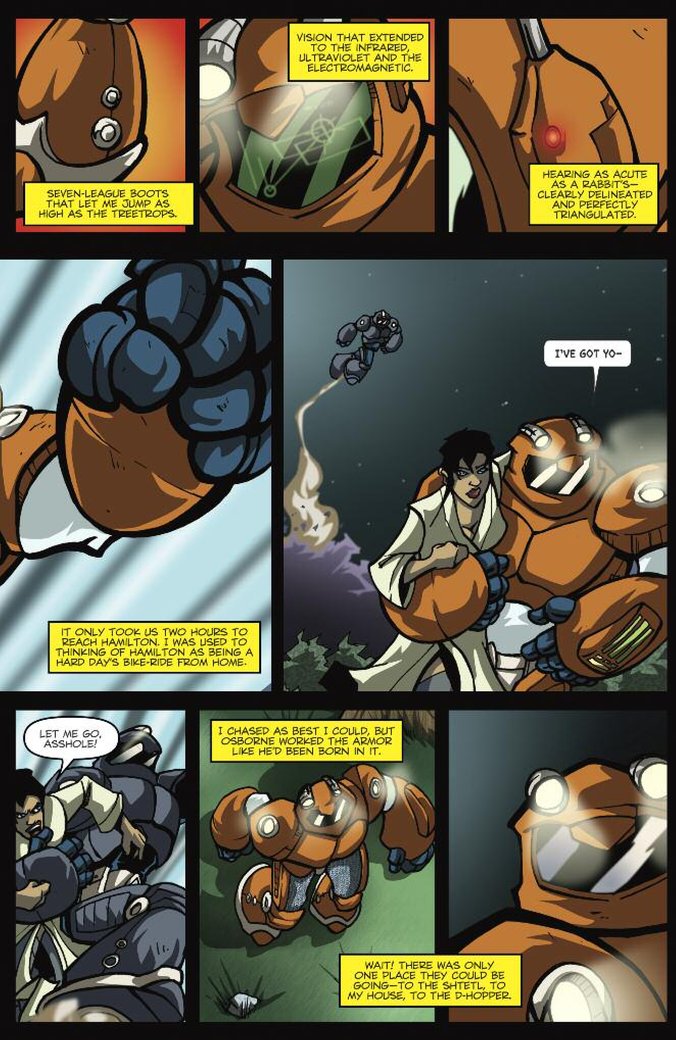 SEVEN-LEAGUE BOOTS
THAT LET ME JUMP AS
HIGH AS THE TREETROPS.
VISION THAT EXTENDED
TO THE INFRARED,
ULTRAVIOLET AND THE
ELECTROMAGNETIC.
HEARING AS ACUTE
AS A RABBIT'S—
CLEARLY DELINEATED
AND PERFECTLY
TRIANGULATED.
IT ONLY TOOK US TWO HOURS TO
REACH HAMILTON. I WAS USED TO
THINKING OF HAMILTON AS BEING A
HARD DAY'S BIKE-RIDE FROM HOME.
I'VE GOT YO—
LET ME GO,
ASSHOLE!
I CHASED AS BEST I COULD, BUT
OSBORNE WORKED THE ARMOR
LIKE HE'D BEEN BORN IN IT.
WAIT! THERE WAS ONLY
ONE PLACE THEY COULD BE
GOING—TO THE SHTETL, TO
MY HOUSE, TO THE D-HOPPER.